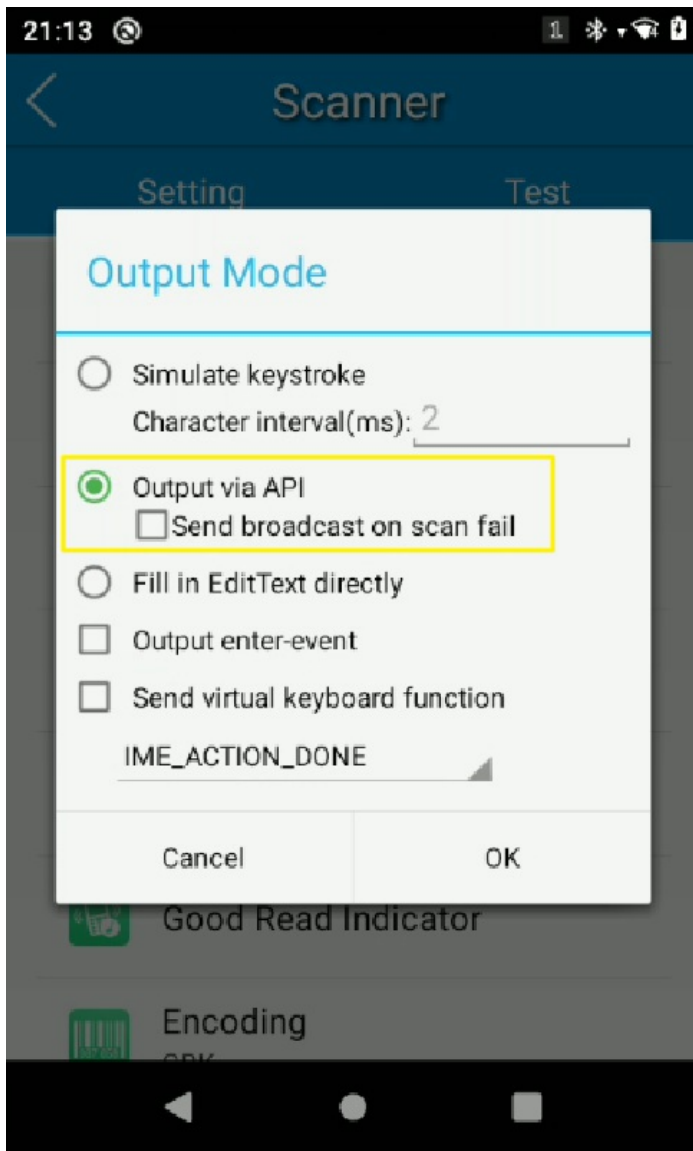 21:13
1
Scanner
Setting
Test
Output Mode
Simulate keystroke
Character interval(ms): 2
Output via API
Send broadcast on scan fail
Fill in EditText directly
Output enter-event
Send virtual keyboard function
IME_ACTION_DONE
Cancel
OK
Good Read Indicator
Encoding